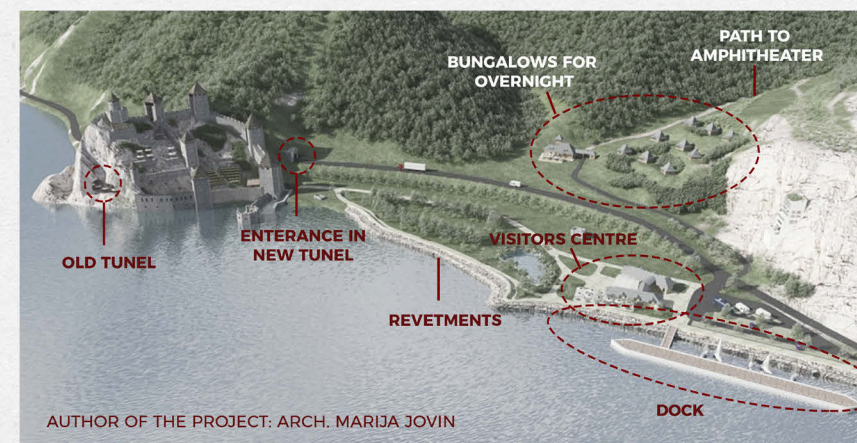 PATH TO
AMPHITHEATER
BUNGALOWS FOR
OVERNIGHT
ENTERANCE IN
NEW TUNEL
VISITORS CENTRE
OLD TUNEL
REVETMENTS
DOCK
AUTHOR OF THE PROJECT: ARCH. MARIJA JOVIN